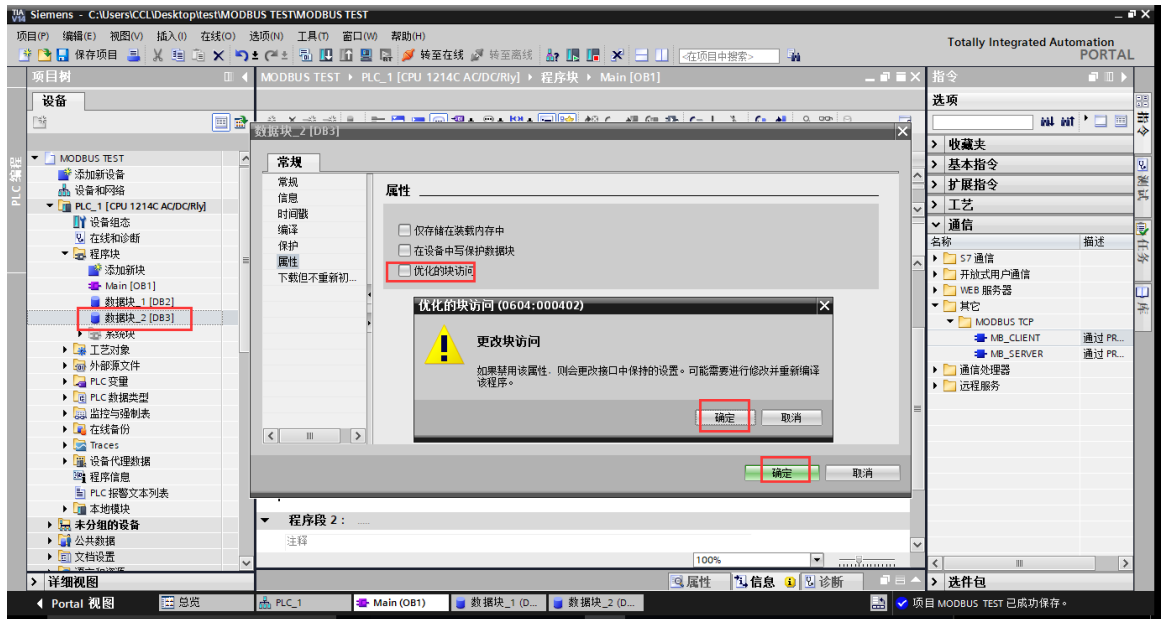 Siemens - C:\Users\CCL\Desktop\test\MODBUS TEST\MODBUS TEST
项目(P) 编辑(E) 视图(V) 插入(I) 在线(O) 选项(N) 工具(T) 窗口(W) 帮助(H)
Totally Integrated Automation
PORTAL
保存项目 转至在线 转至离线 <在项目中搜索>
项目树
MODBUS TEST PLC_1 [CPU 1214C AC/DC/Rly] 程序块 Main [OB1]
指令
设备
选项
PLC 编程
MODBUS TEST
添加新设备
设备和网络
PLC_1 [CPU 1214C AC/DC/Rly]
设备组态
在线和诊断
程序块
添加新块
Main [OB1]
数据块_1 [DB2]
数据块_2 [DB3]
系统块
工艺对象
外部源文件
PLC 变量
PLC 数据类型
监控与强制表
在线备份
Traces
设备代理数据
程序信息
PLC 报警文本列表
本地模块
未分组的设备
公共数据
文档设置
语言和资源
详细视图
数据块_2 [DB3]
常规
常规
信息
时间戳
编译
保护
属性
下载但不重新初...
属性
仅存储在装载内存中
在设备中写保护数据块
优化的块访问
优化的块访问 (0604:000402)
更改块访问
如果禁用该属性，则会更改接口中保持的设置。可能需要进行修改并重新编译
该程序。
确定 取消
确定 取消
程序段 2：
注释
100%
属性 信息 诊断
收藏夹
基本指令
扩展指令
工艺
通信
名称 描述
S7 通信
开放式用户通信
WEB 服务器
其它
MODBUS TCP
MB_CLIENT 通过 PR...
MB_SERVER 通过 PR...
通信处理器
远程服务
选件包
Portal 视图 总览 PLC_1 Main (OB1) 数据块_1 (D... 数据块_2 (D...
项目 MODBUS TEST 已成功保存。